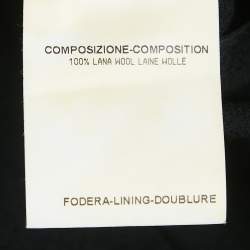 COMPOSIZIONE-COMPOSITION
100% LANA WOOL LAINE WOLLE
FODERA-LINING-DOUBLURE